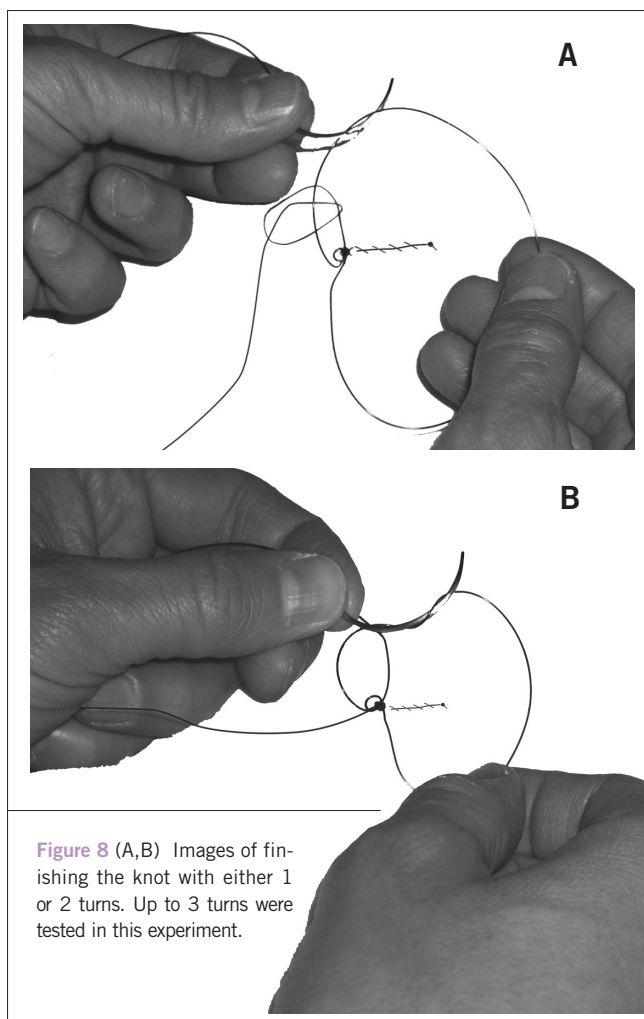 A
B
Figure 8 (A,B) Images of fin-
ishing the knot with either 1
or 2 turns. Up to 3 turns were
tested in this experiment.